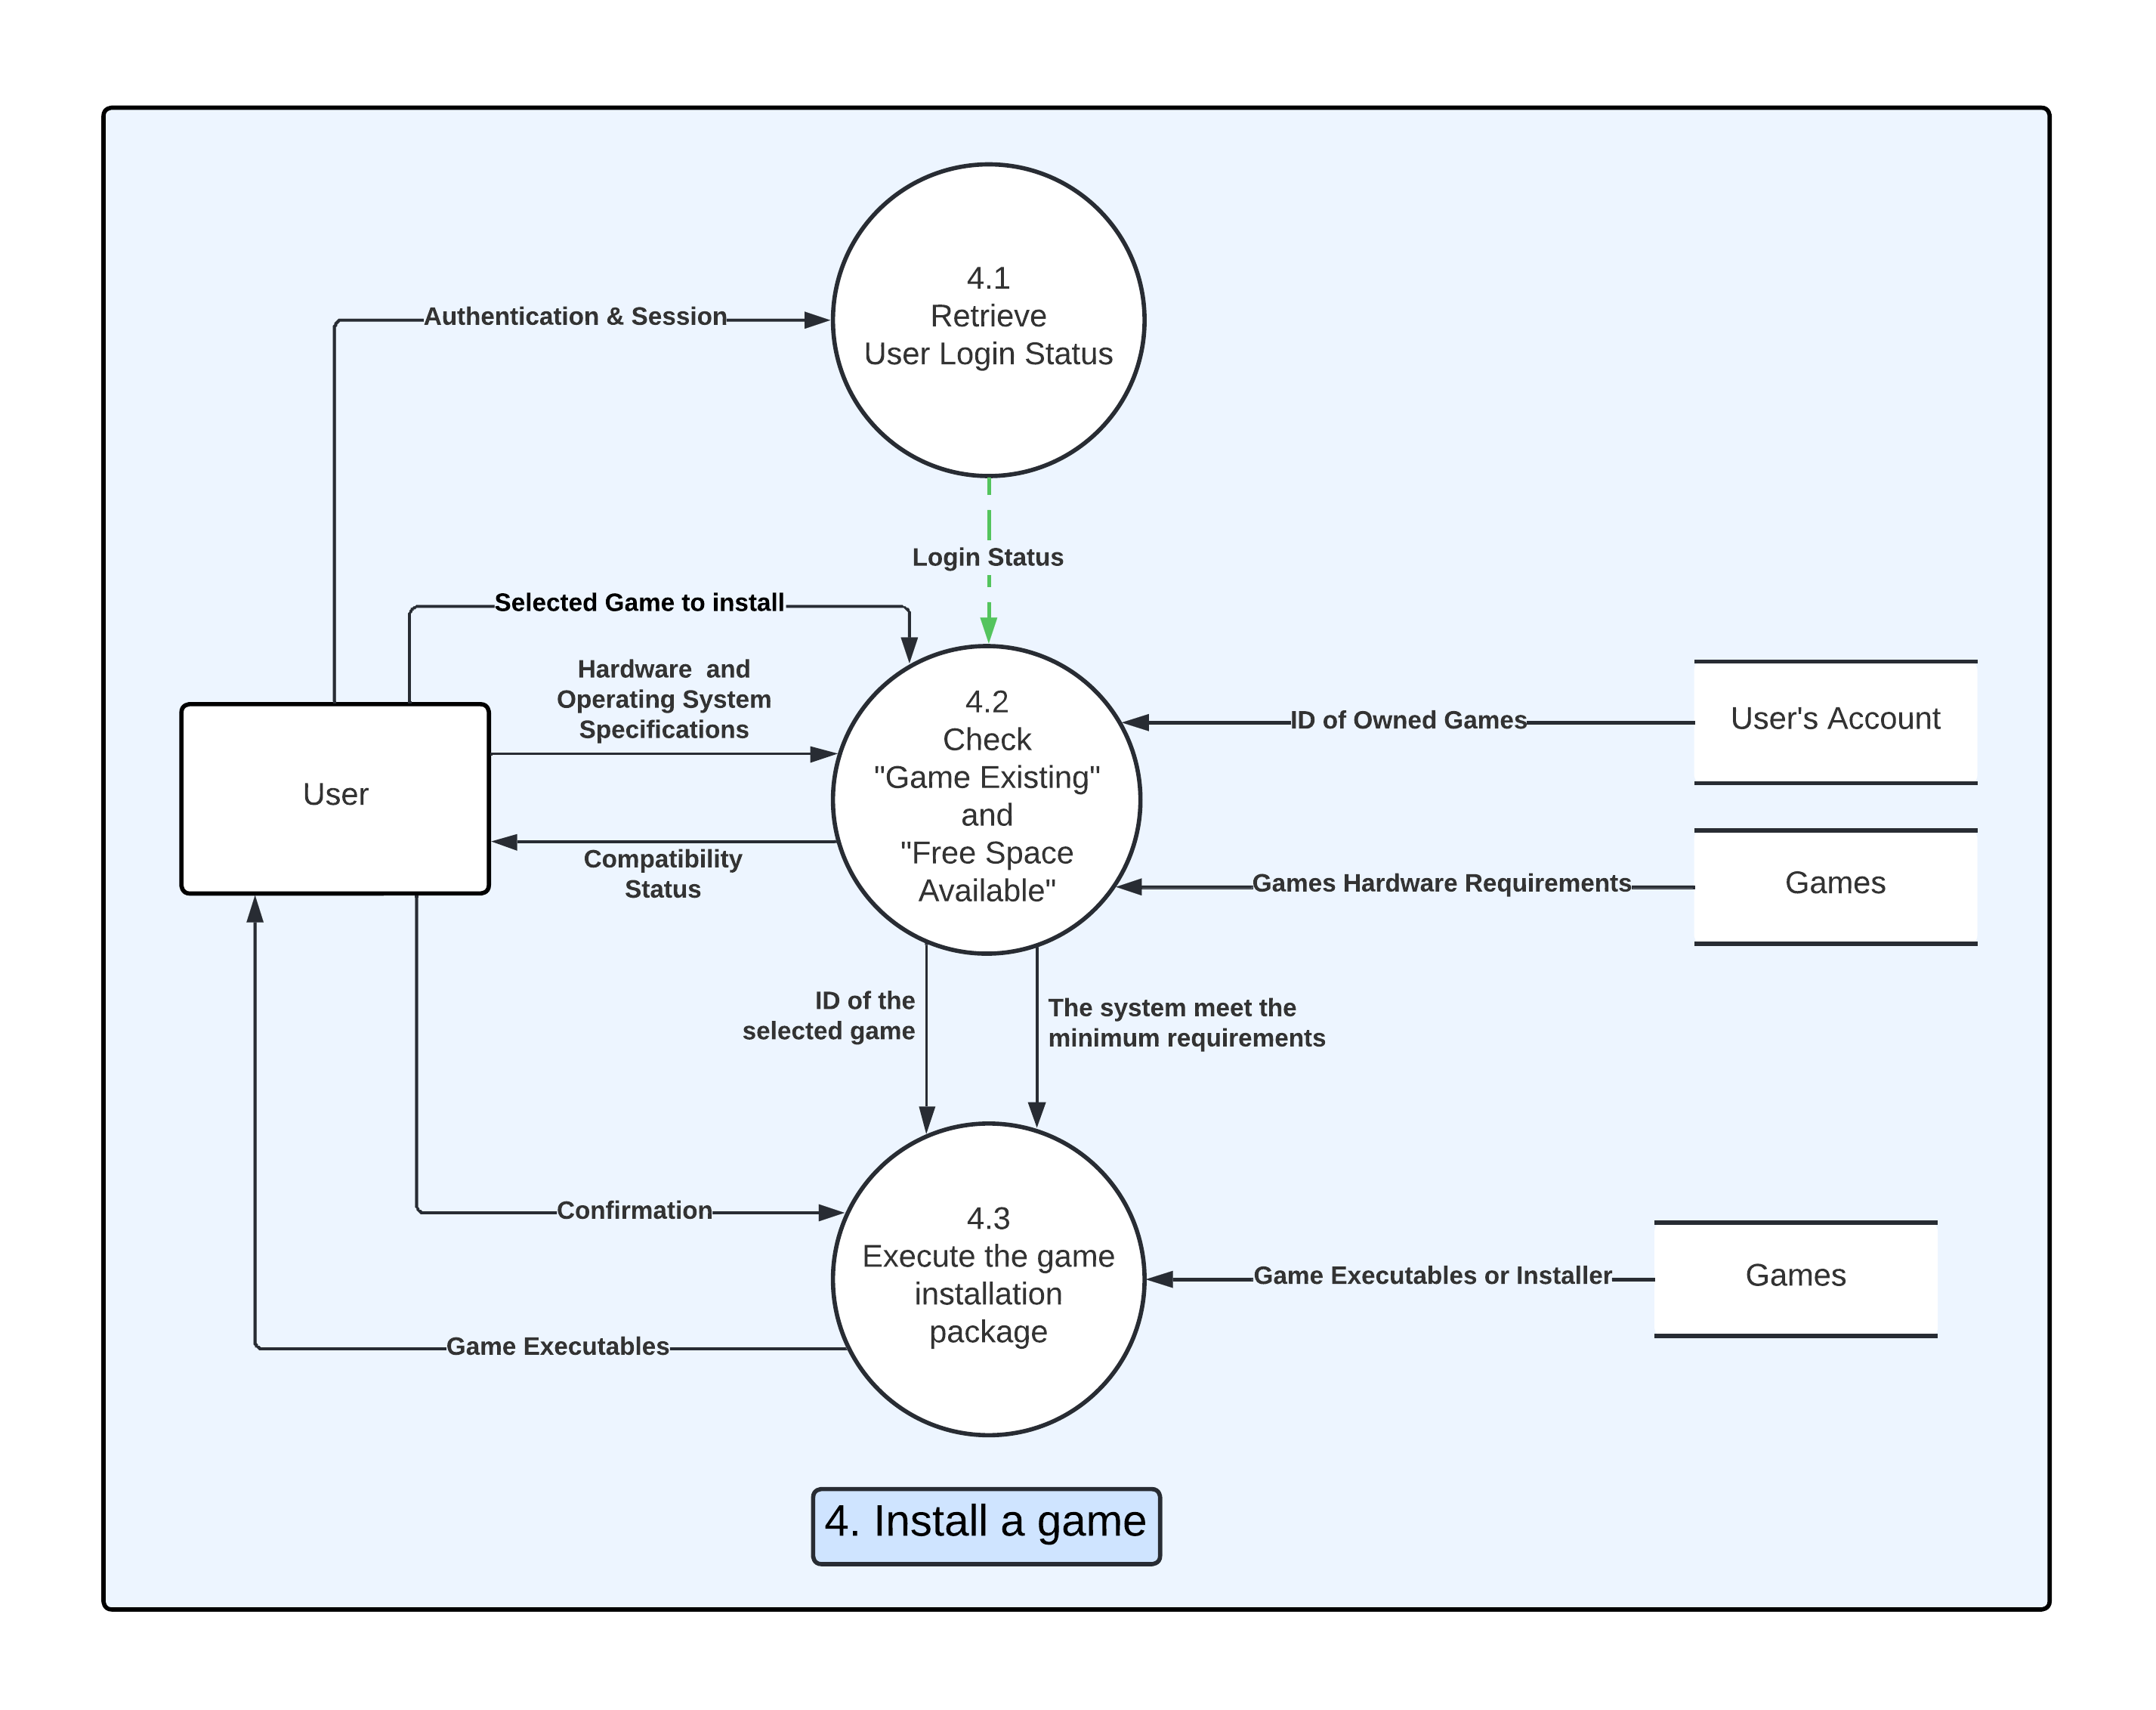 4.1
Retrieve
User Login Status
Authentication & Session
Login Status
Selected Game to install
Hardware  and
Operating System
Specifications
4.2
Check
"Game Existing"
and
"Free Space
Available"
ID of Owned Games
User's Account
User
Compatibility
Status
Games Hardware Requirements
Games
ID of the
selected game
The system meet the
minimum requirements
Confirmation
4.3
Execute the game
installation
package
Game Executables or Installer
Games
Game Executables
4. Install a game